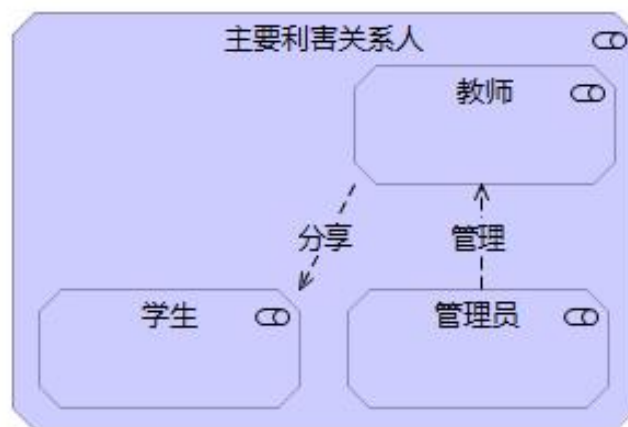 主要利害关系人
教师
分享
管理
学生
管理员